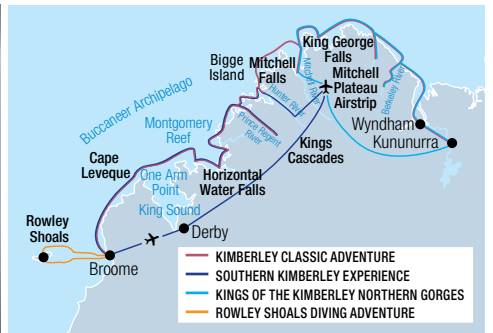 King George
Falls
Bigge
Island
Mitchell
Falls
Mitchell River
Mitchell
Plateau
Airstrip
Berkeley River
Hunter River
Buccaneer Archipelago
Montgomery
Reef
Prince Regent
River
Wyndham
Kununurra
Kings
Cascades
Cape
Leveque
Horizontal
Water Falls
One Arm
Point
King Sound
Rowley
Shoals
Derby
Broome
KIMBERLEY CLASSIC ADVENTURE
SOUTHERN KIMBERLEY EXPERIENCE
KINGS OF THE KIMBERLEY NORTHERN GORGES
ROWLEY SHOALS DIVING ADVENTURE